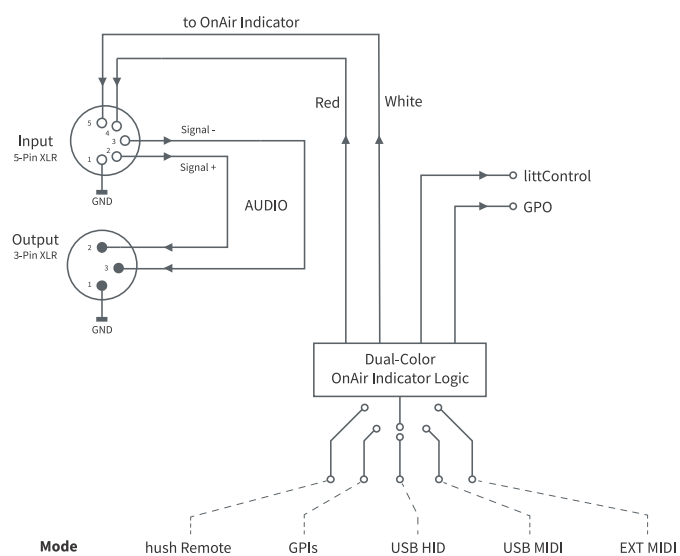 to OnAir Indicator
Red
White
5
4
3
2
1
Input
5-Pin XLR
Signal -
Signal +
GND
AUDIO
littControl
GPO
Output
3-Pin XLR
2
3
1
GND
Dual-Color
OnAir Indicator Logic
Mode
hush Remote
GPIs
USB HID
USB MIDI
EXT MIDI